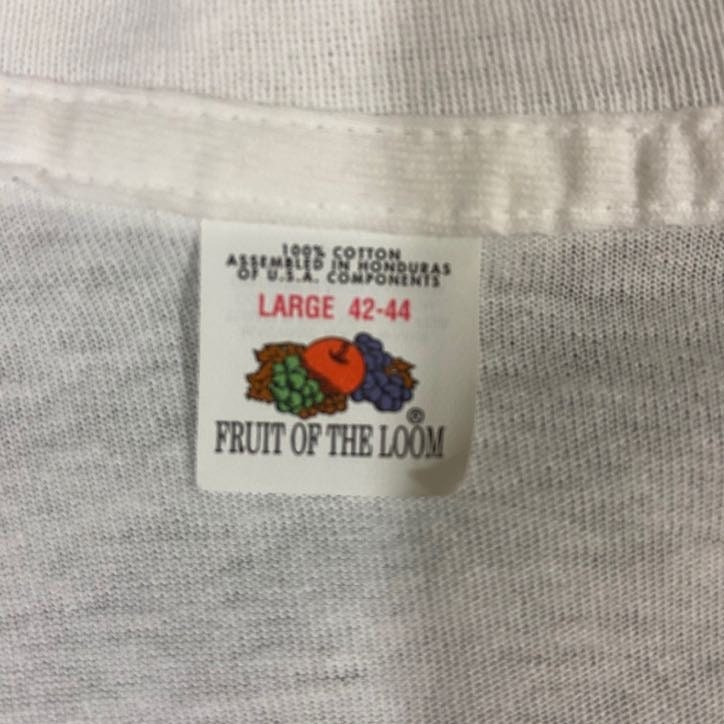 100% COTTON
ASSEMBLED IN HONDURAS
OF U.S.A. COMPONENTS
LARGE 42-44
®
FRUIT OF THE LOOM